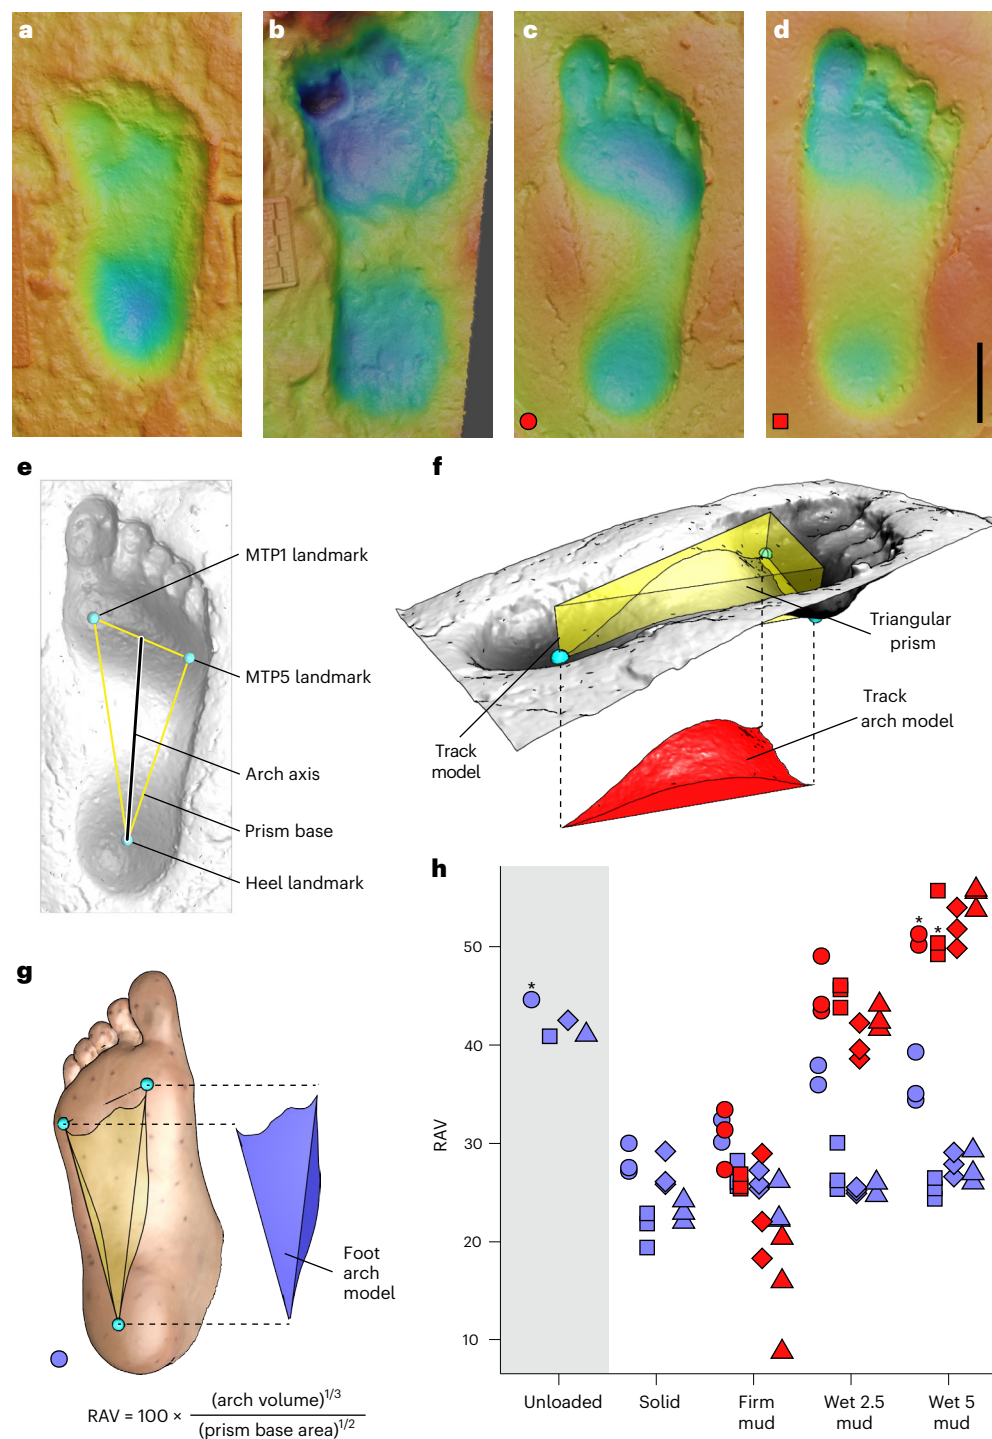 a
b
c
d
e
MTP1 landmark
MTP5 landmark
Arch axis
Prism base
Heel landmark
f
Triangular
prism
Track
arch model
Track
model
g
Foot
arch
model
RAV = 100 × (arch volume)^1/3
(prism base area)^1/2
h
RAV
50
40
30
20
10
*
*
*
Unloaded
Solid
Firm
mud
Wet 2.5
mud
Wet 5
mud